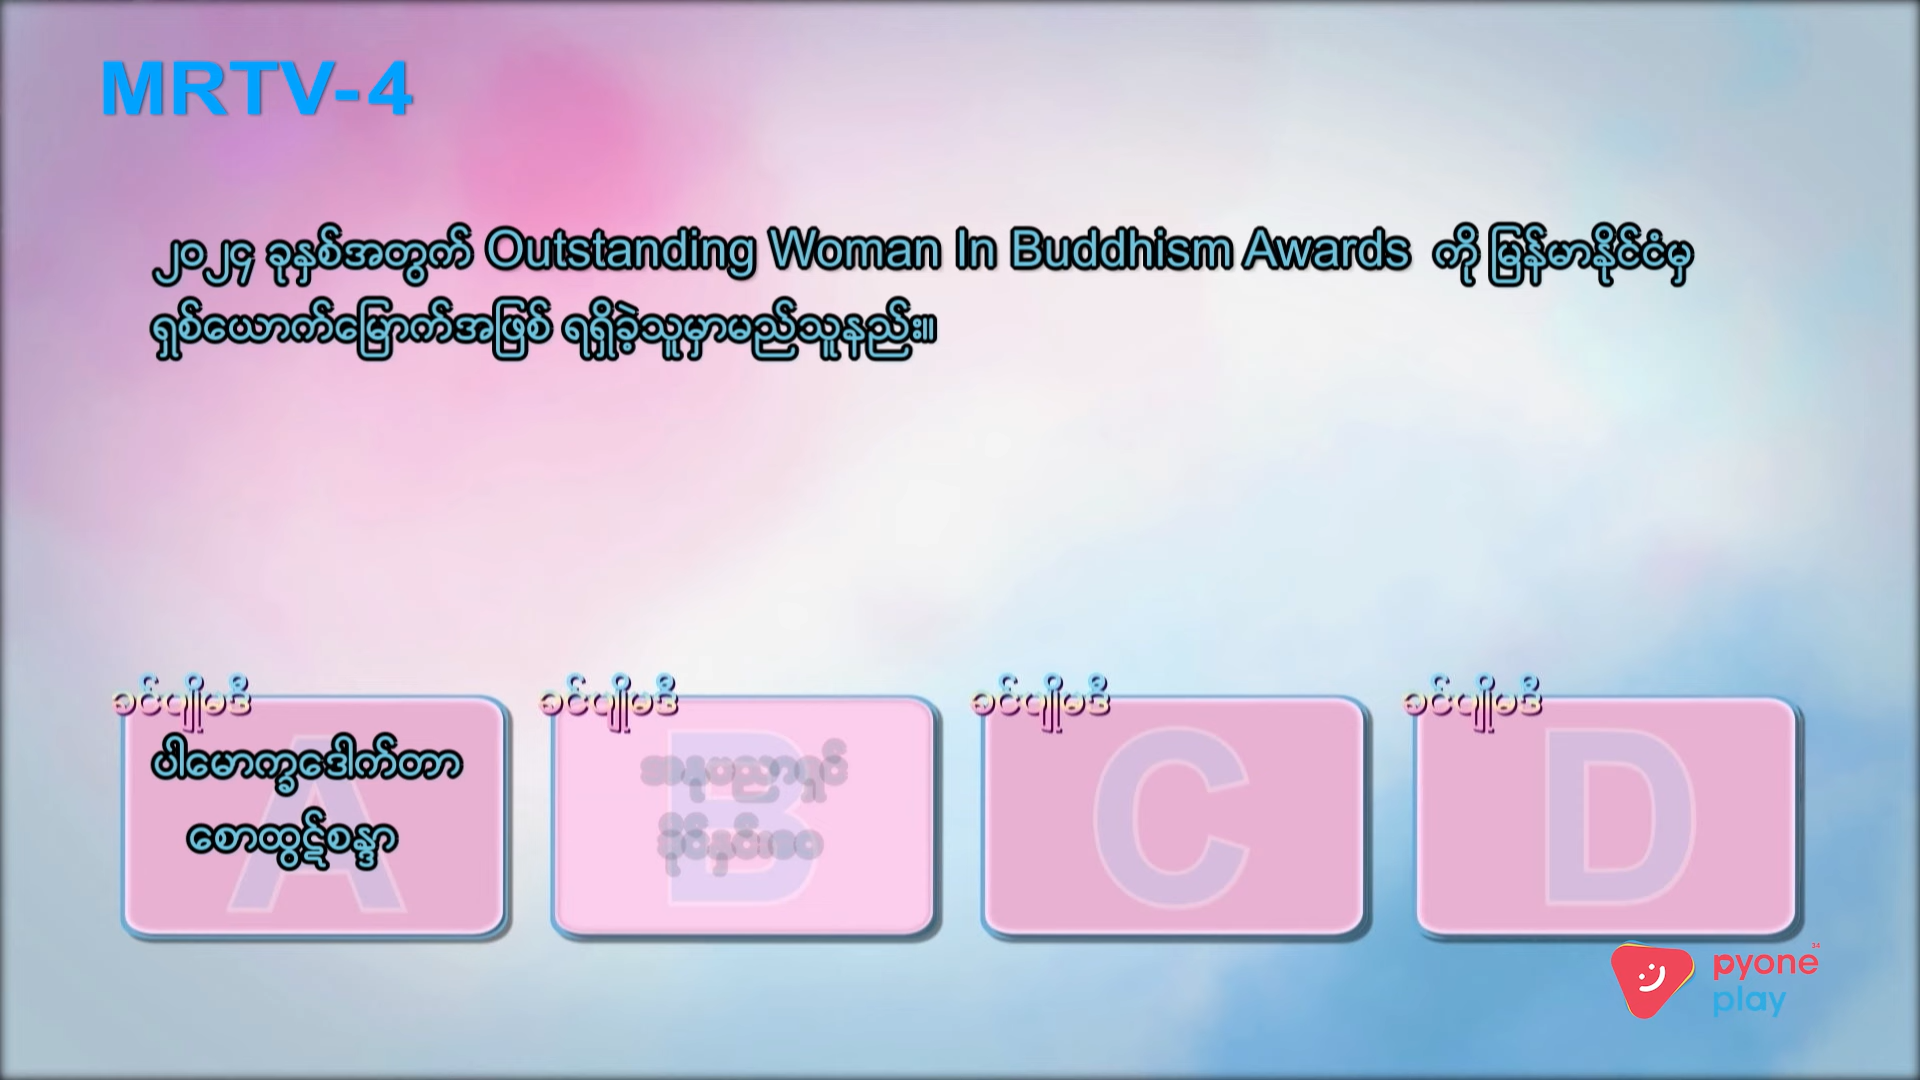 MRTV-4
၂၀၂၄ ခုနှစ်အတွက် Outstanding Woman In Buddhism Awards ကို မြန်မာနိုင်ငံမှ
ရှစ်ယောက်မြောက်အဖြစ် ရရှိခဲ့သူမှာမည်သူနည်း။
ခင်ပျိုမဒီ
ခင်ပျိုမဒီ
ခင်ပျိုမဒီ
ခင်ပျိုမဒီ
ပါမောက္ခဒေါက်တာ
စောထွဋ်စန္ဒာ
A
B
C
D
pyone
play